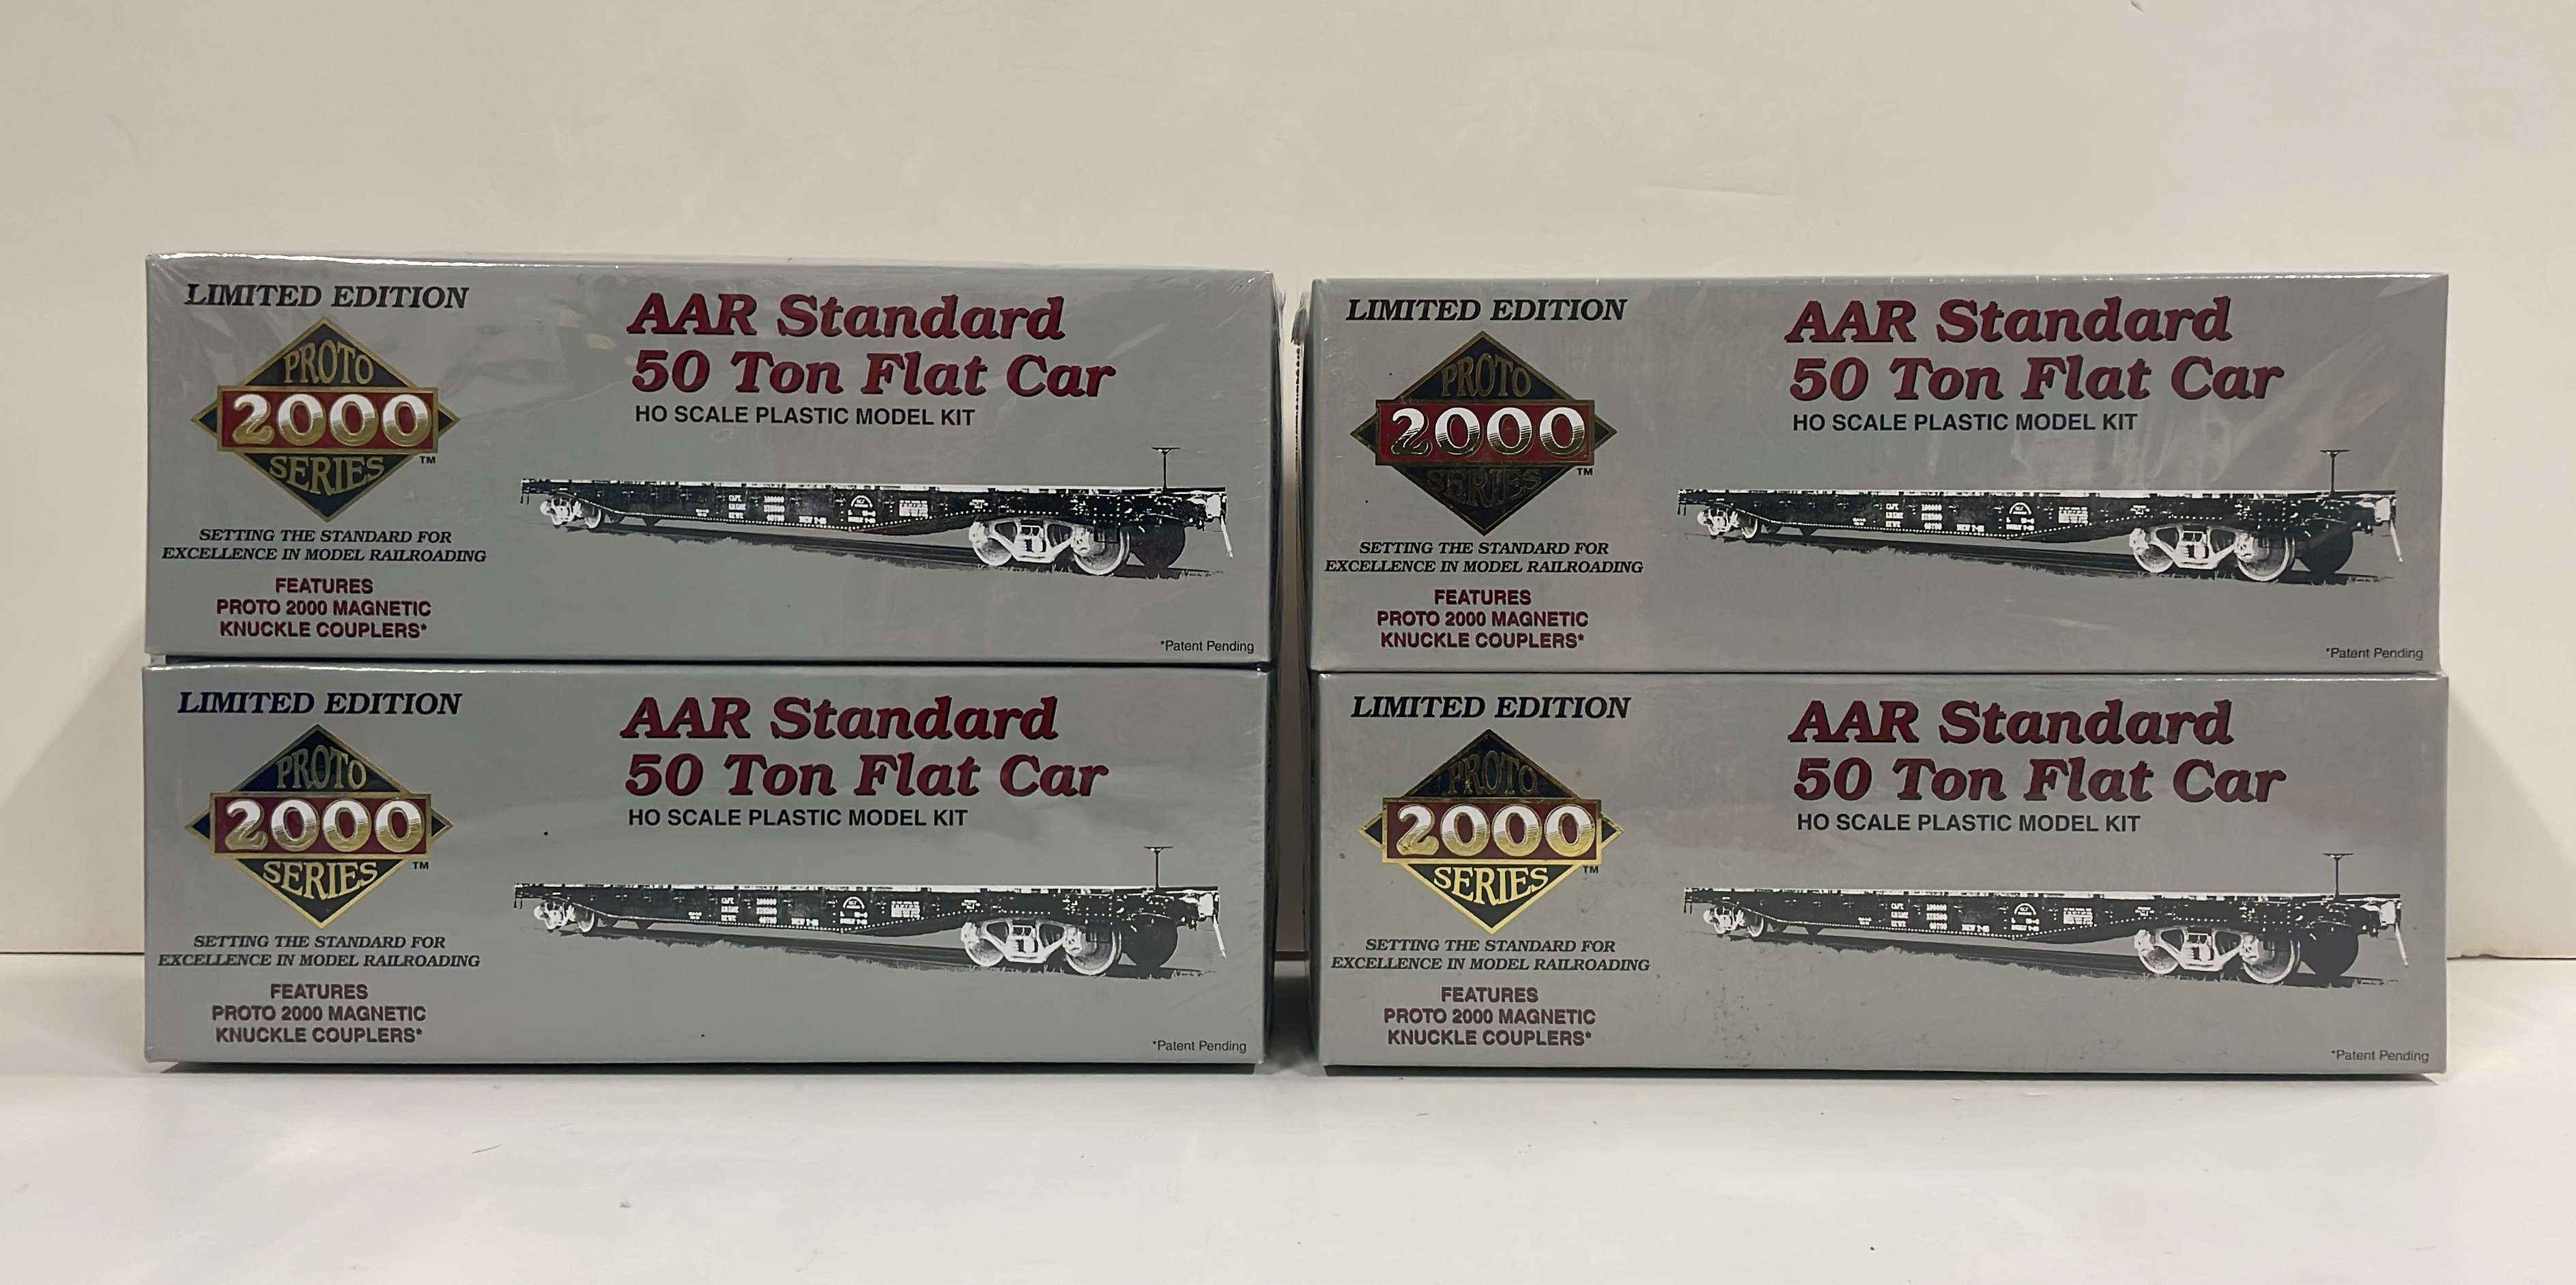 LIMITED EDITION
PROTO
2000
SERIES
TM
SETTING THE STANDARD FOR
EXCELLENCE IN MODEL RAILROADING
FEATURES
PROTO 2000 MAGNETIC
KNUCKLE COUPLERS*
AAR Standard
50 Ton Flat Car
HO SCALE PLASTIC MODEL KIT
*Patent Pending
LIMITED EDITION
PROTO
2000
SERIES
TM
SETTING THE STANDARD FOR
EXCELLENCE IN MODEL RAILROADING
FEATURES
PROTO 2000 MAGNETIC
KNUCKLE COUPLERS*
AAR Standard
50 Ton Flat Car
HO SCALE PLASTIC MODEL KIT
*Patent Pending
LIMITED EDITION
PROTO
2000
SERIES
TM
SETTING THE STANDARD FOR
EXCELLENCE IN MODEL RAILROADING
FEATURES
PROTO 2000 MAGNETIC
KNUCKLE COUPLERS*
AAR Standard
50 Ton Flat Car
HO SCALE PLASTIC MODEL KIT
*Patent Pending
LIMITED EDITION
PROTO
2000
SERIES
TM
SETTING THE STANDARD FOR
EXCELLENCE IN MODEL RAILROADING
FEATURES
PROTO 2000 MAGNETIC
KNUCKLE COUPLERS*
AAR Standard
50 Ton Flat Car
HO SCALE PLASTIC MODEL KIT
*Patent Pending